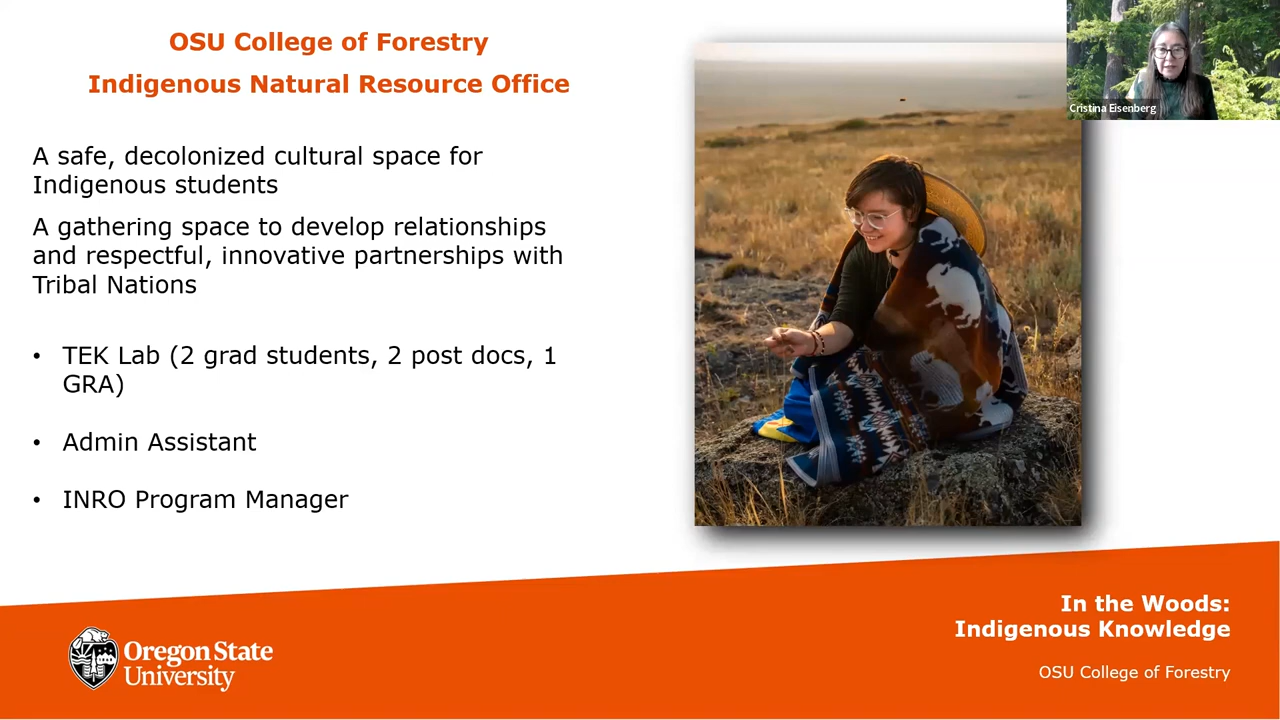 OSU College of Forestry
Indigenous Natural Resource Office
A safe, decolonized cultural space for
Indigenous students
A gathering space to develop relationships
and respectful, innovative partnerships with
Tribal Nations
• TEK Lab (2 grad students, 2 post docs, 1
GRA)
• Admin Assistant
• INRO Program Manager
Cristina Eisenberg
In the Woods:
Indigenous Knowledge
OSU College of Forestry
Oregon State
University